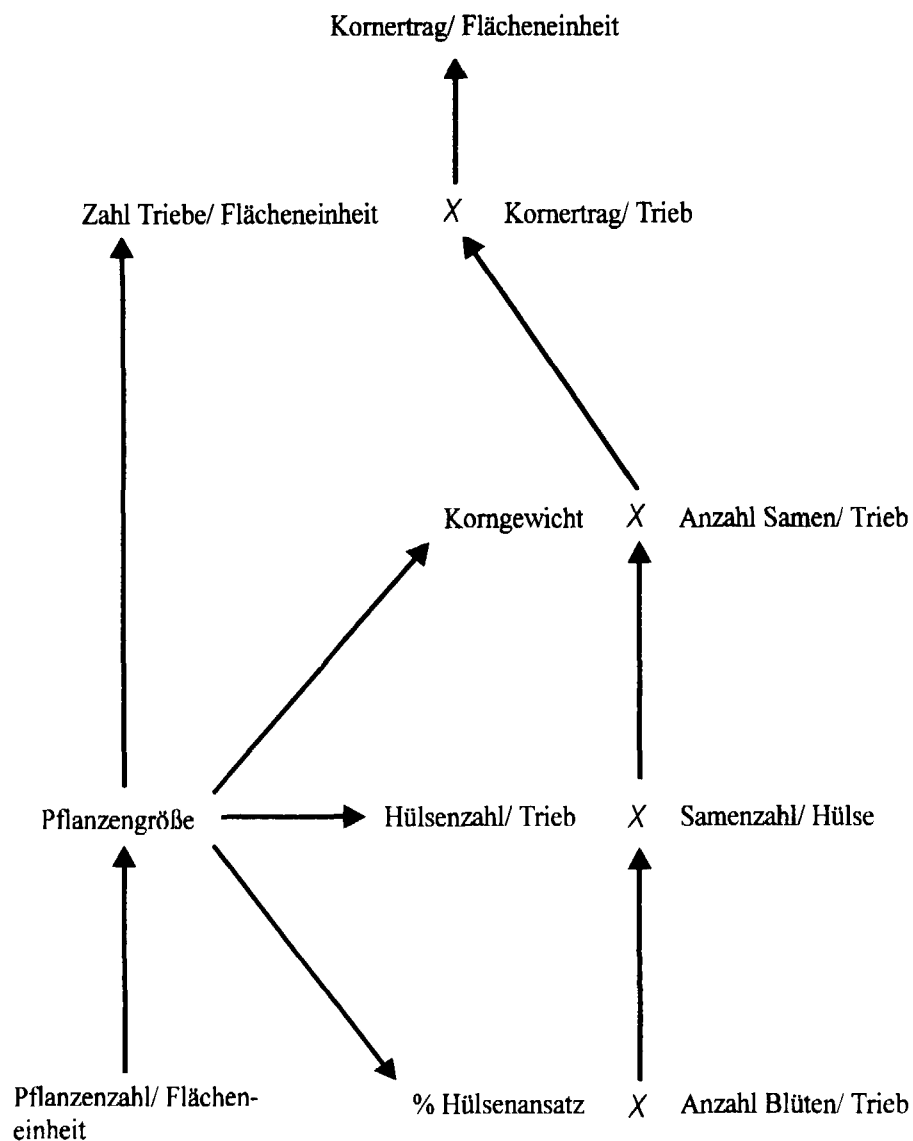 Kornertrag/ Flächeneinheit
Zahl Triebe/ Flächeneinheit X Kornertrag/ Trieb
Korngewicht X Anzahl Samen/ Trieb
Pflanzengröße Hülsenzahl/ Trieb X Samenzahl/ Hülse
Pflanzenzahl/ Flächen-
einheit
% Hülsenansatz X Anzahl Blüten/ Trieb